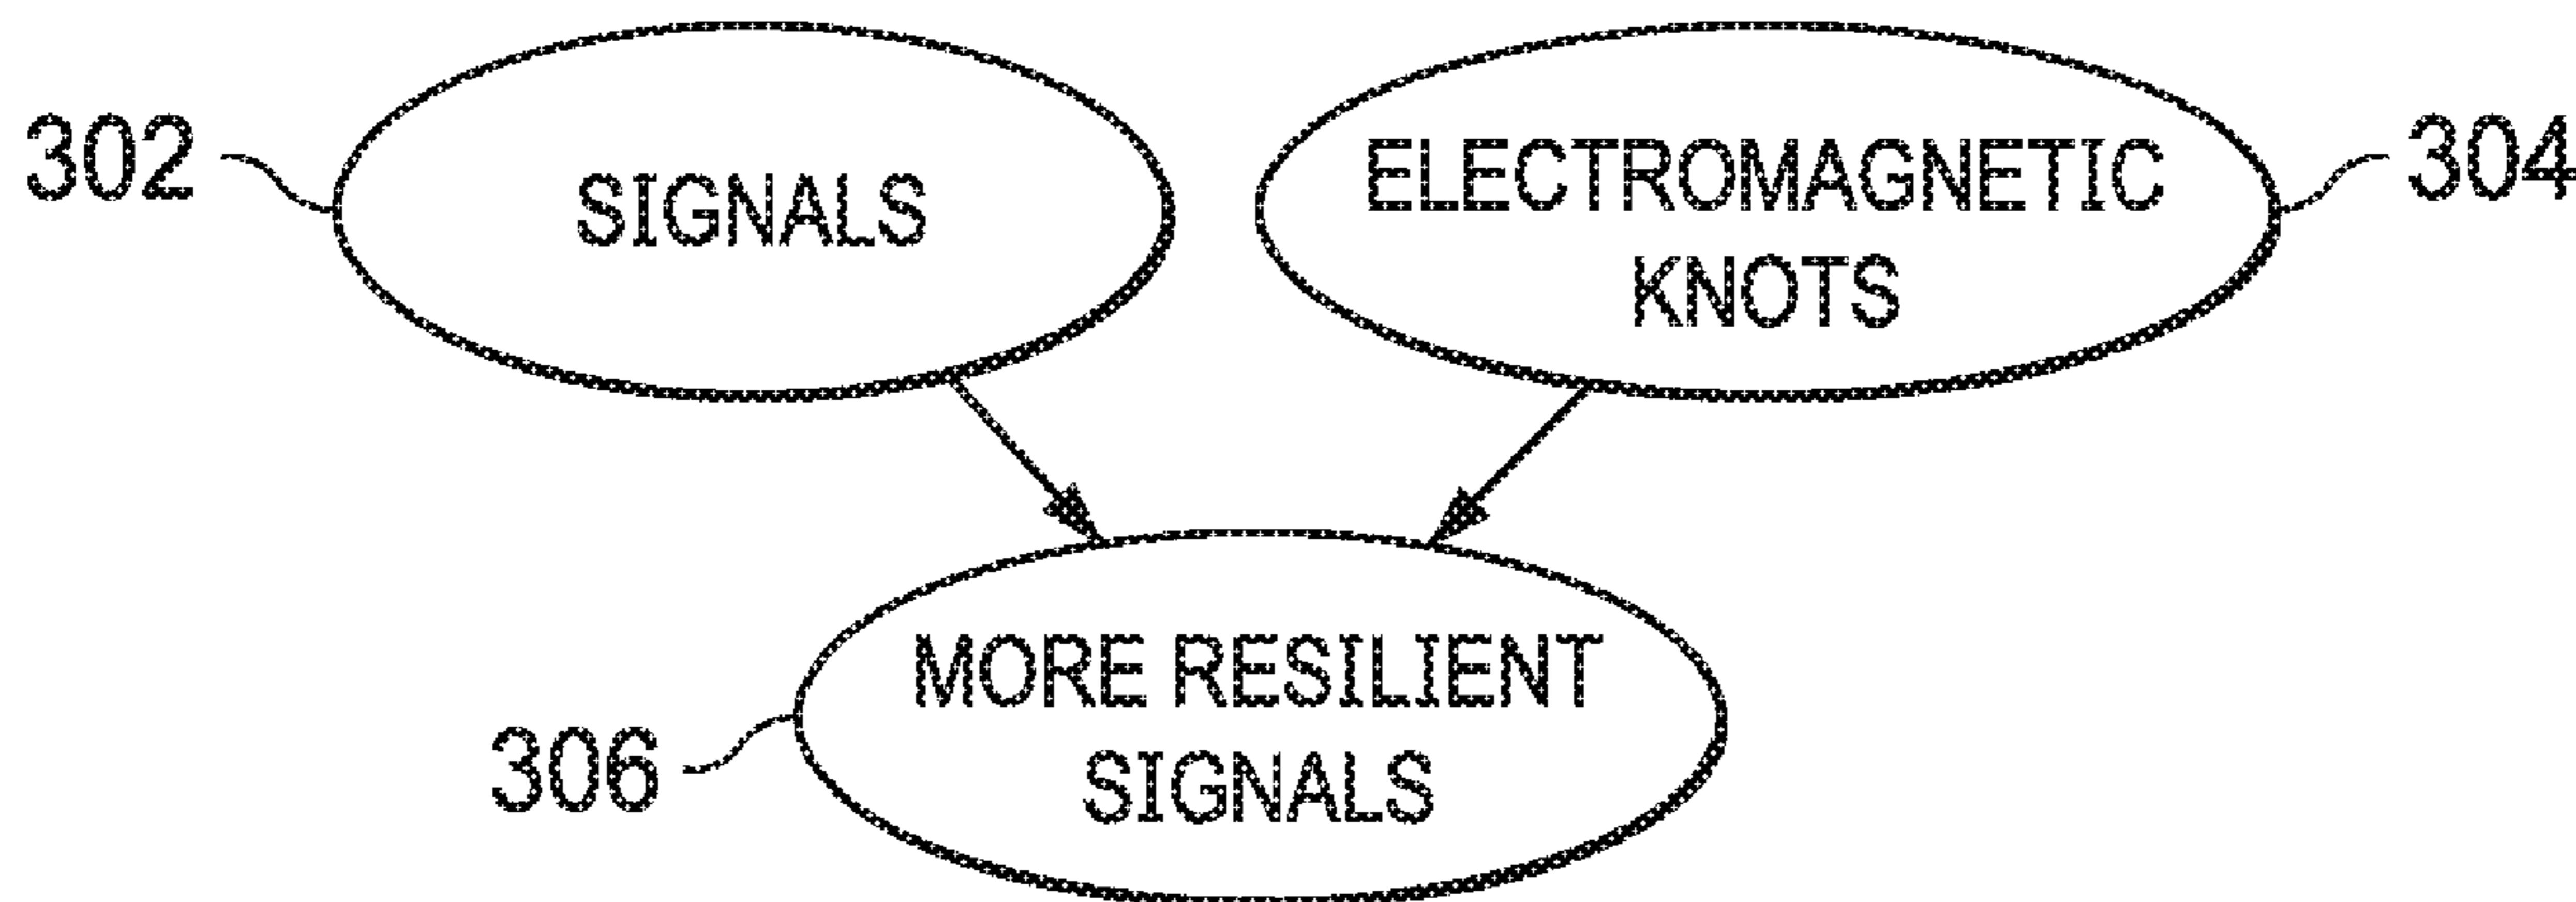 302
SIGNALS
ELECTROMAGNETIC
KNOTS
304
MORE RESILIENT
SIGNALS
306